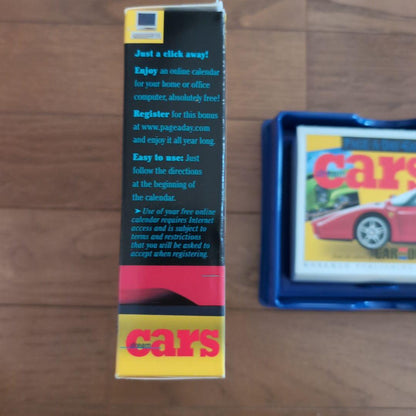 Just a click away!
Enjoy an online calendar
for your home or office
computer, absolutely free!
Register for this bonus
at www.pageaday.com
and enjoy it all year long.
Easy to use: Just
follow the directions
at the beginning of
the calendar.
➤ Use of your free online
calendar requires Internet
access and is subject to
terms and restrictions
that you will be asked to
accept when registering.
cars
cars